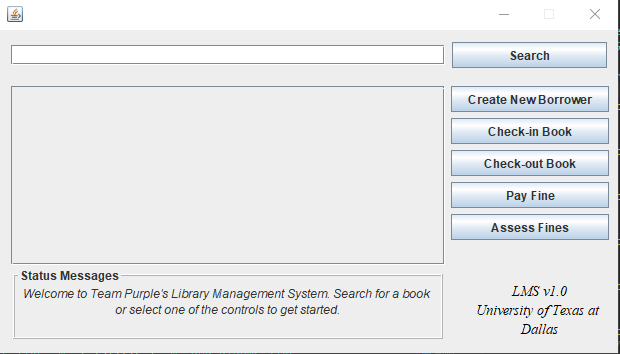 Search
Create New Borrower
Check-in Book
Check-out Book
Pay Fine
Assess Fines
Status Messages
Welcome to Team Purple's Library Management System. Search for a book
or select one of the controls to get started.
LMS v1.0
University of Texas at
Dallas